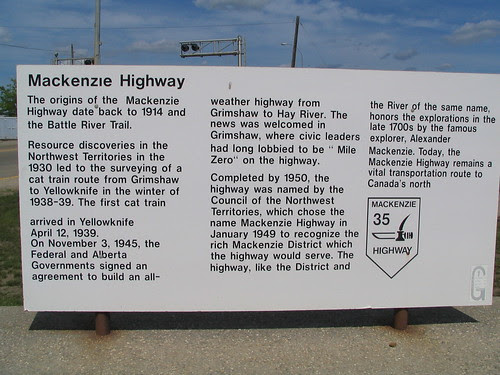 Mackenzie Highway
The origins of the Mackenzie
Highway date back to 1914 and
the Battle River Trail.
Resource discoveries in the
Northwest Territories in the
1930 led to the surveying of a
cat train route from Grimshaw
to Yellowknife in the winter of
1938-39. The first cat train
arrived in Yellowknife
April 12, 1939.
On November 3, 1945, the
Federal and Alberta
Governments signed an
agreement to build an all-
weather highway from
Grimshaw to Hay River. The
news was welcomed in
Grimshaw, where civic leaders
had long lobbied to be " Mile
Zero" on the highway.
Completed by 1950, the
highway was named by the
Council of the Northwest
Territories, which chose the
name Mackenzie Highway in
January 1949 to recognize the
rich Mackenzie District which
the highway would serve. The
highway, like the District and
the River of the same name,
honors the explorations in the
late 1700s by the famous
explorer, Alexander
Mackenzie. Today, the
Mackenzie Highway remains a
vital transportation route to
Canada's north
MACKENZIE
35
HIGHWAY
G